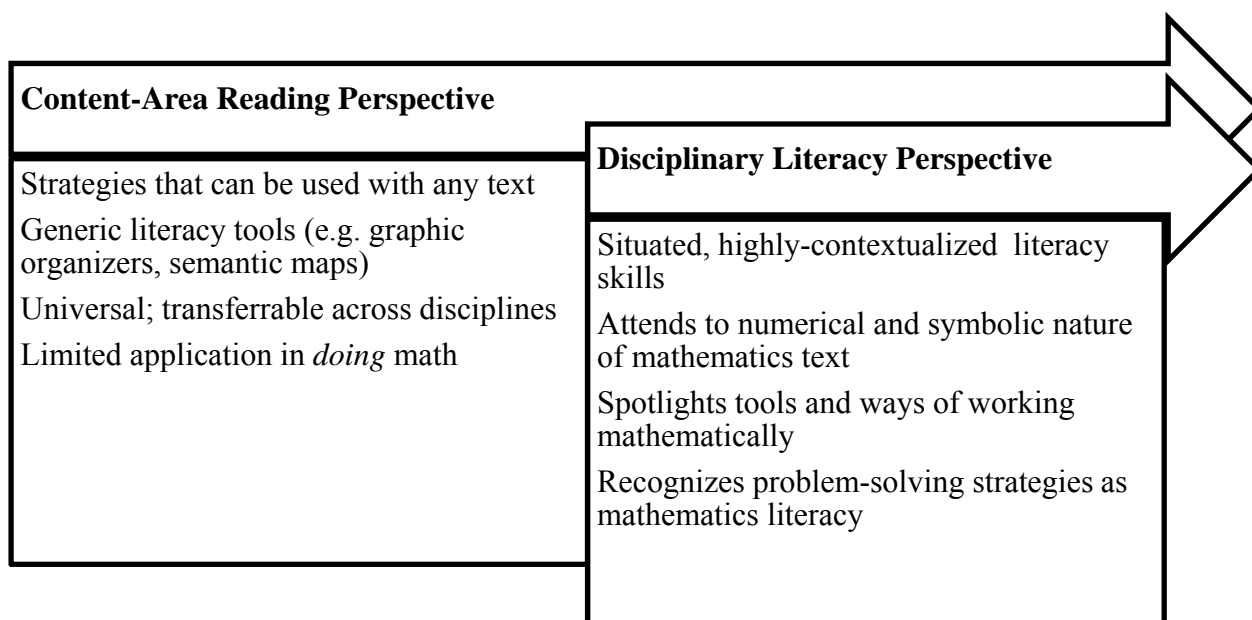 Content-Area Reading Perspective
Strategies that can be used with any text
Generic literacy tools (e.g. graphic
organizers, semantic maps)
Universal; transferrable across disciplines
Limited application in doing math
Disciplinary Literacy Perspective
Situated, highly-contextualized literacy
skills
Attends to numerical and symbolic nature
of mathematics text
Spotlights tools and ways of working
mathematically
Recognizes problem-solving strategies as
mathematics literacy